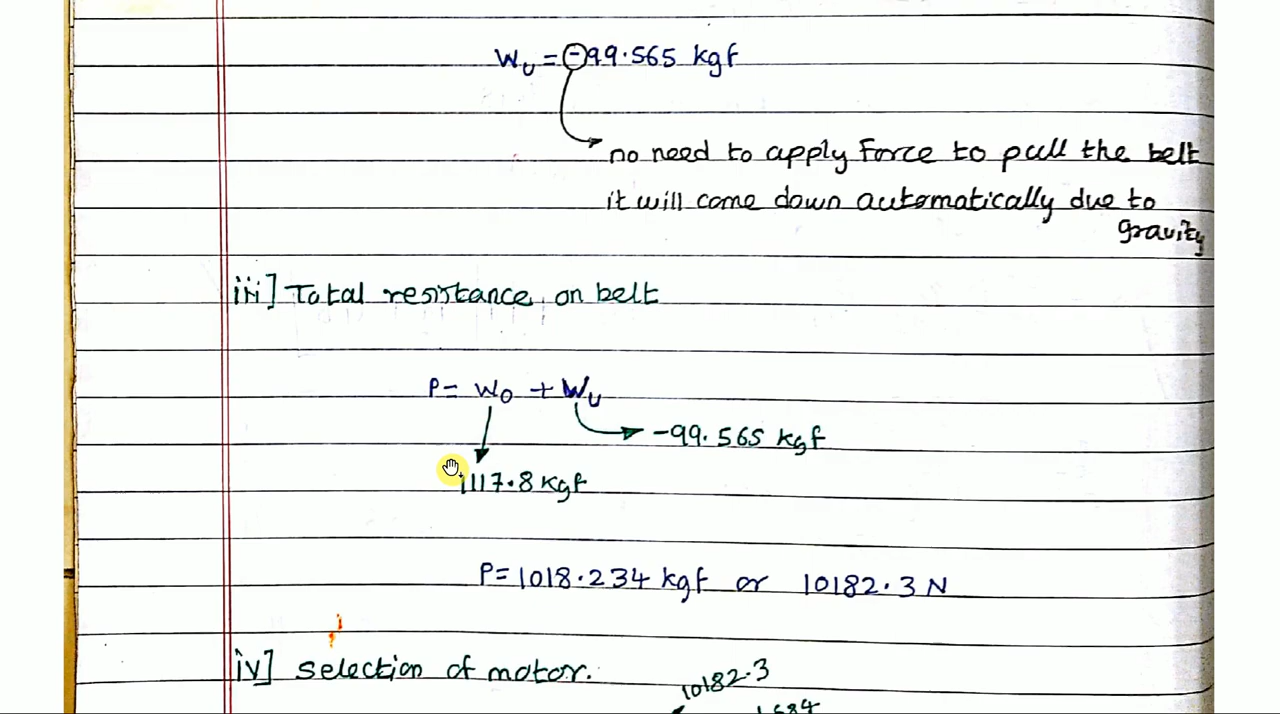 Wu = -99.565 kgf
no need to apply Force to pull the belt
it will come down automatically due to
gravity
iii] Total resistance on belt
P = Wo + Wu
-99.565 kgf
1117.8 kgf
P = 1018.234 kgf or 10182.3 N
iv] Selection of motor.
10182.3